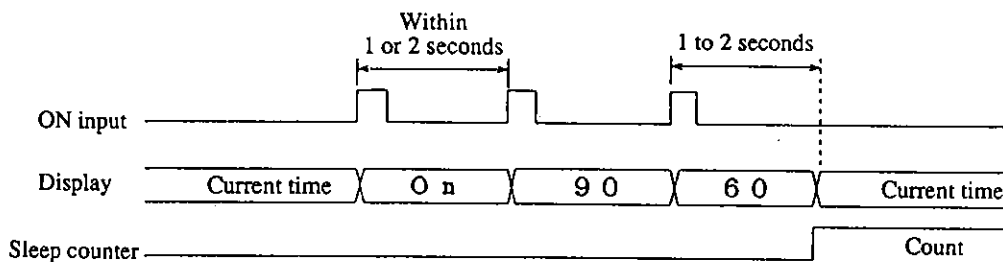 Within
1 or 2 seconds
1 to 2 seconds
ON input
Display
Current time
O n
9 0
6 0
Current time
Sleep counter
Count